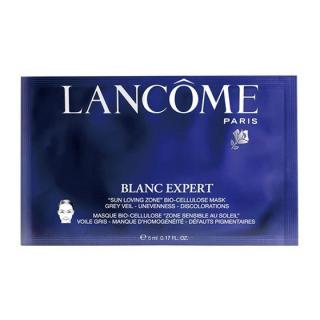 LANCÔME
PARIS
BLANC EXPERT
"SUN LOVING ZONE" BIO-CELLULOSE MASK
GREY VEIL - UNEVENNESS - DISCOLORATIONS
MASQUE BIO-CELLULOSE "ZONE SENSIBLE AU SOLEIL"
VOILE GRIS - MANQUE D'HOMOGÉNÉITÉ - DÉFAUTS PIGMENTAIRES
℮ 5 ml 0.17 FL.OZ.